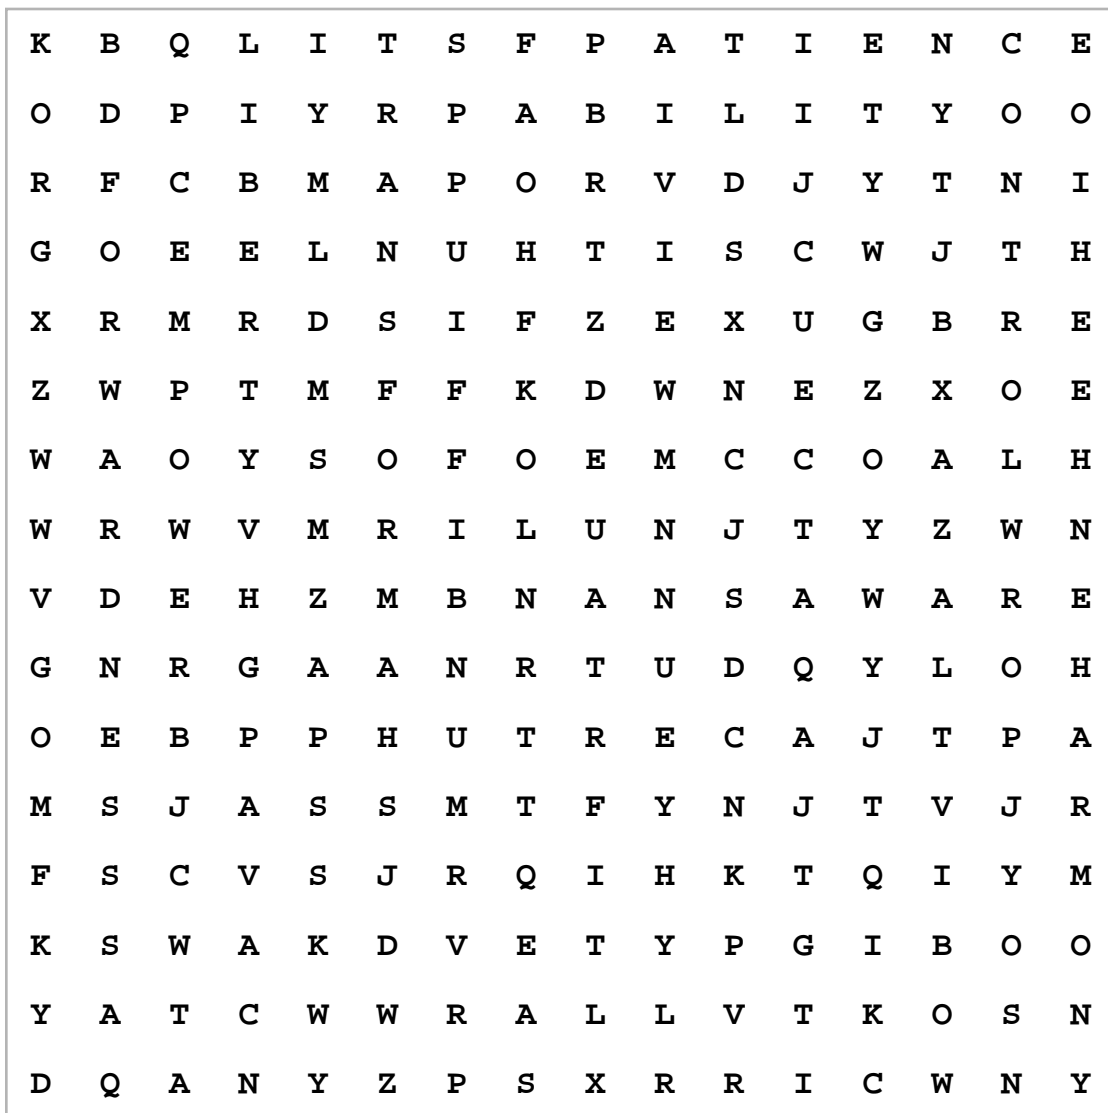 K B Q L I T S F P A T I E N C E
O D P I Y R P A B I L I T Y O O
R F C B M A P O R V D J Y T N I
G O E E L N U H T I S C W J T H
X R M R D S I F Z E X U G B R E
Z W P T M F F K D W N E Z X O E
W A O Y S O F O E M C C O A L H
W R W V M R I L U N J T Y Z W N
V D E H Z M B N A N S A W A R E
G N R G A A N R T U D Q Y L O H
O E B P P H U T R E C A J T P A
M S J A S S M T F Y N J T V J R
F S C V S J R Q I H K T Q I Y M
K S W A K D V E T Y P G I B O O
Y A T C W W R A L L V T K O S N
D Q A N Y Z P S X R R I C W N Y